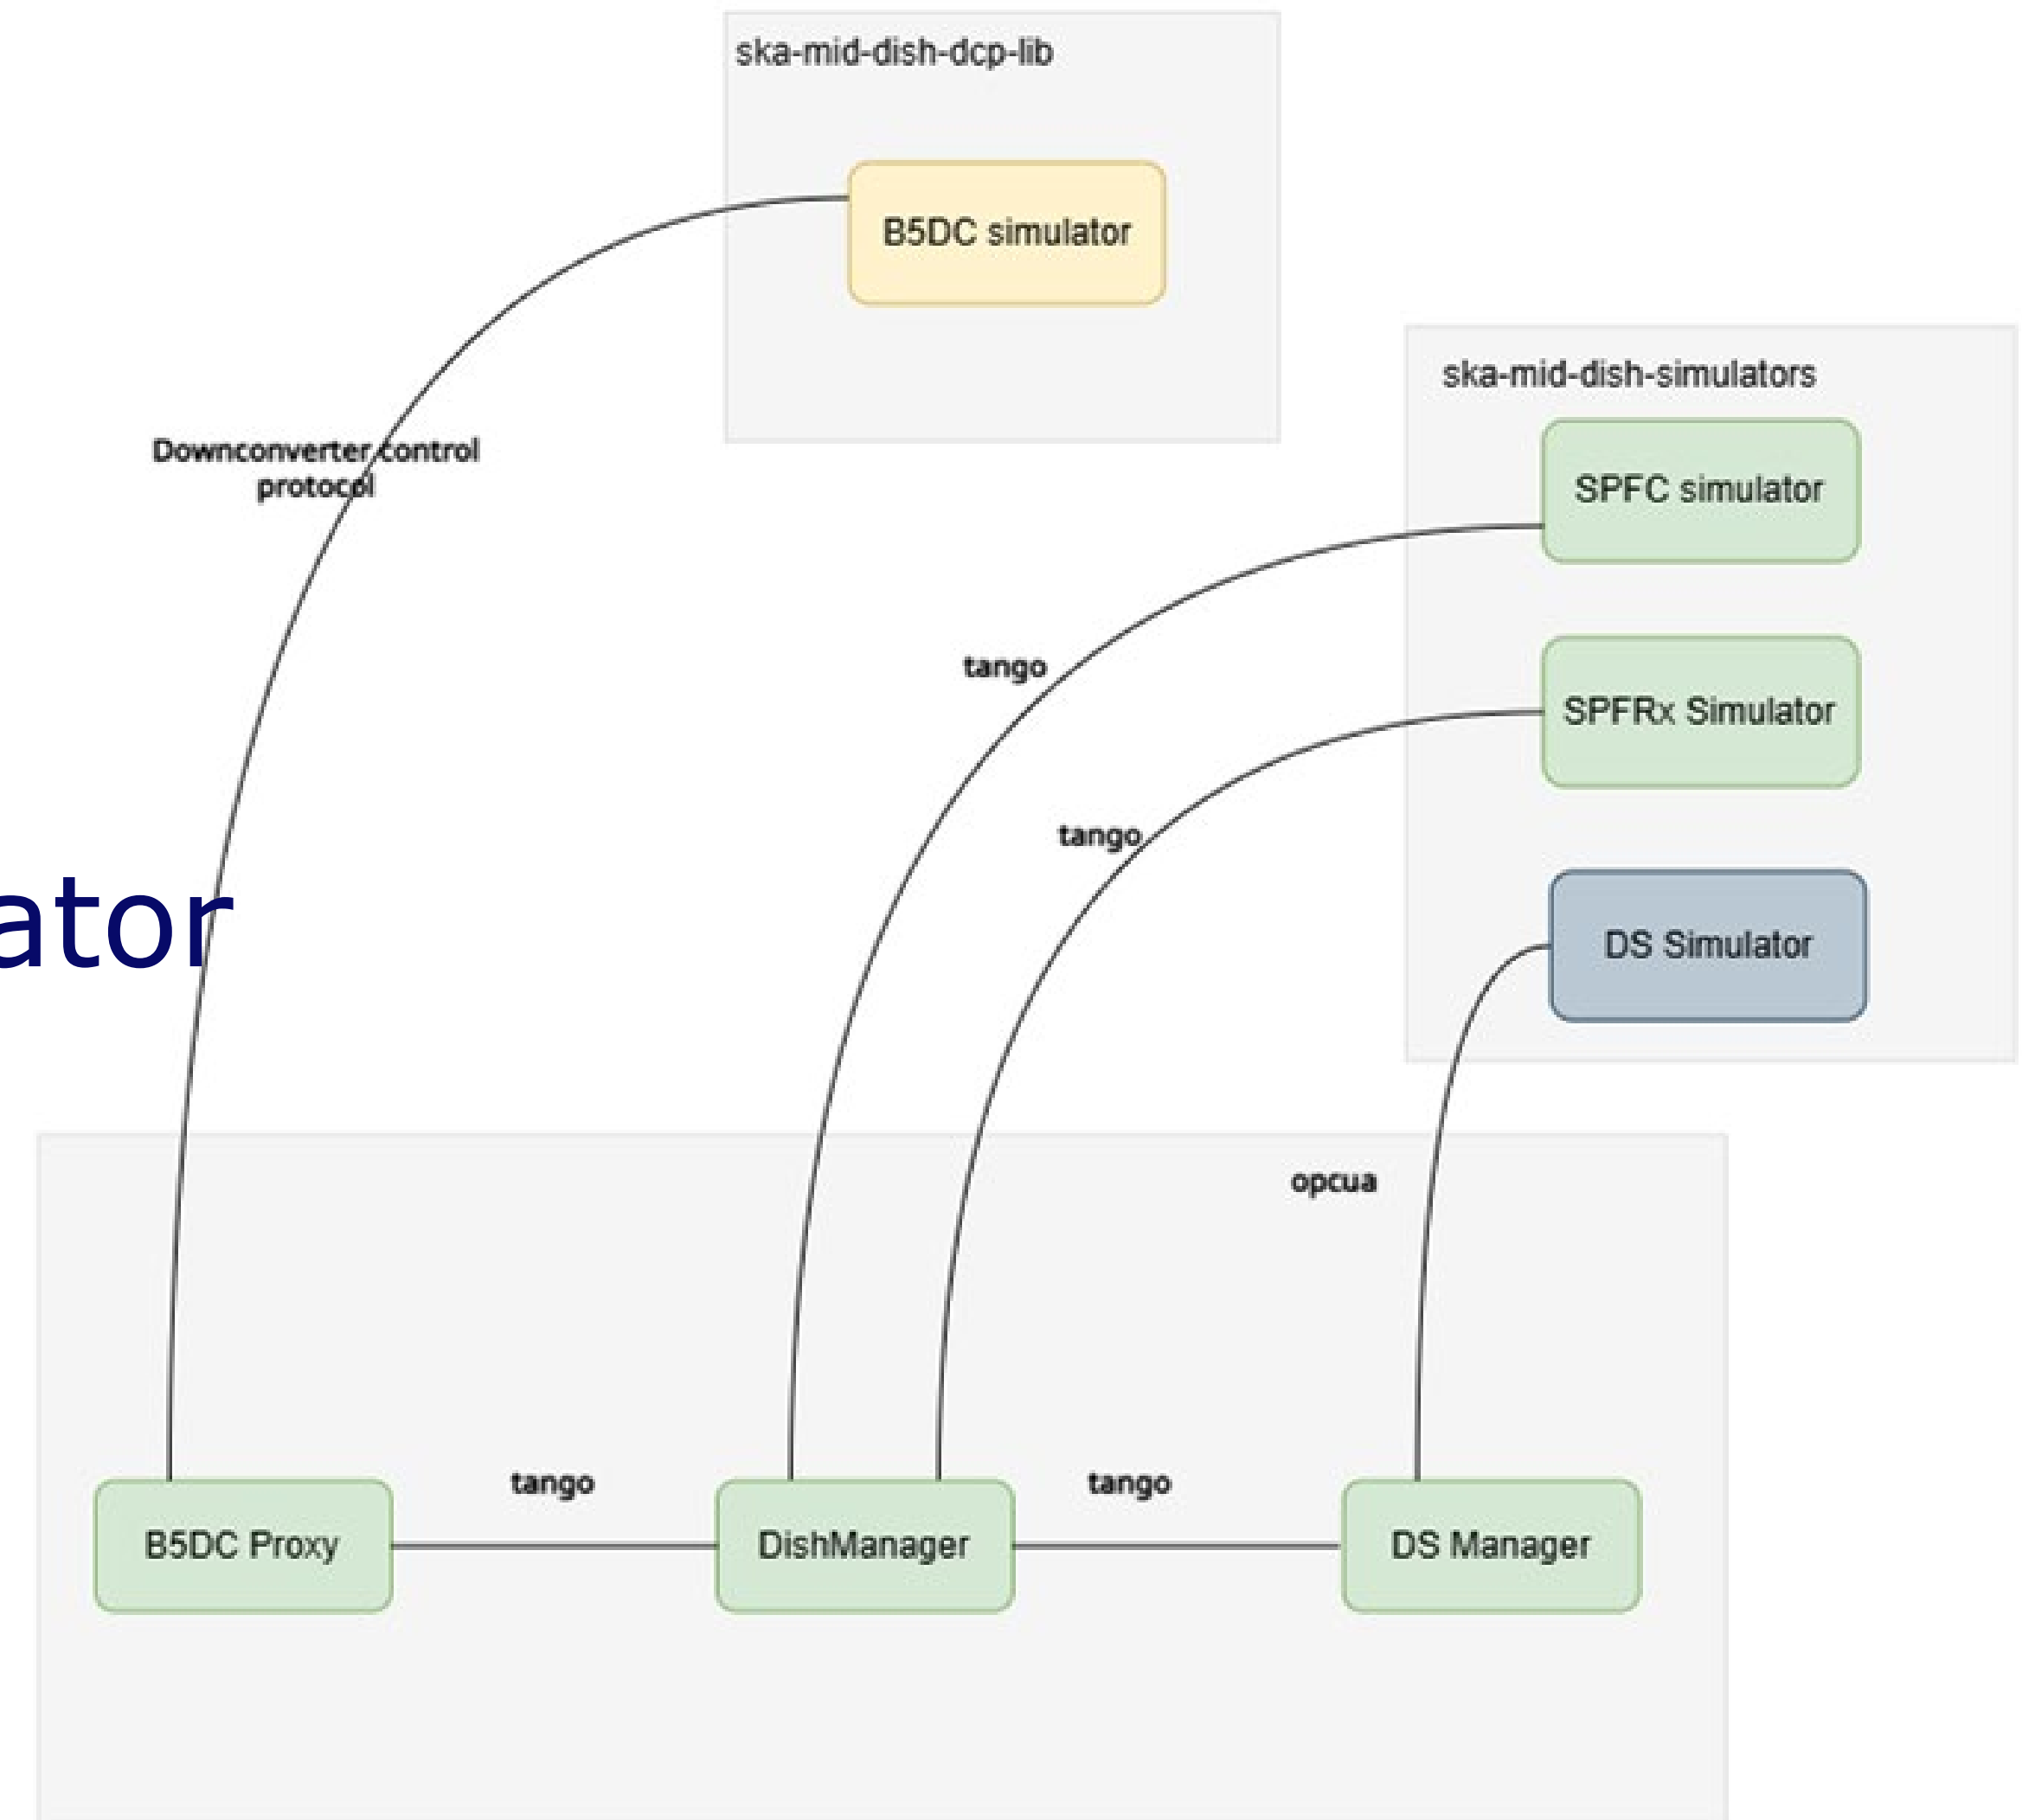 ska-mid-dish-dcp-lib
B5DC simulator
ska-mid-dish-simulators
Downconverter control
protocol
SPFC simulator
tango
SPFRx Simulator
tango
ator
DS Simulator
opcua
tango
tango
B5DC Proxy
DishManager
DS Manager